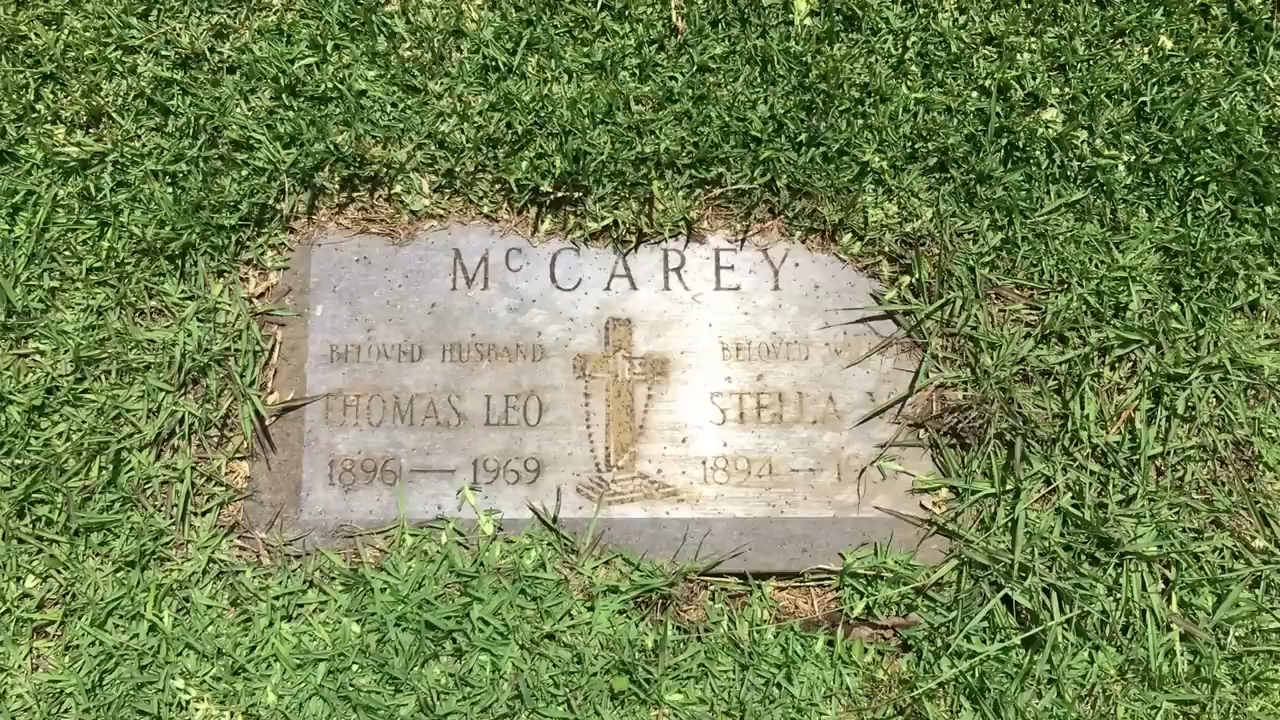 McCAREY
BELOVED HUSBAND
THOMAS LEO
1896 — 1969
BELOVED
STELLA
1894 —